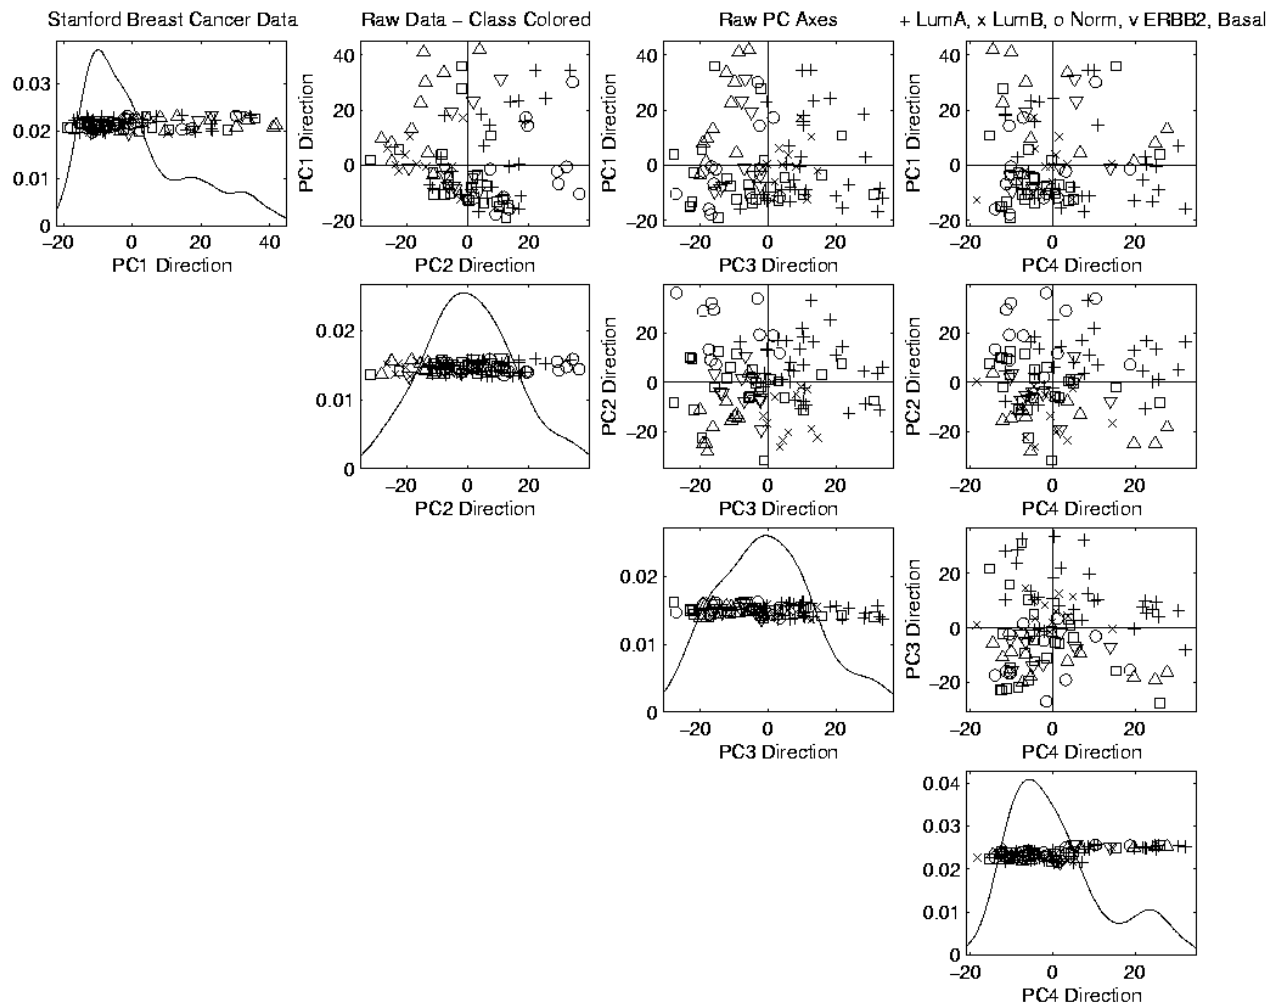 Stanford Breast Cancer Data
Raw Data − Class Colored
Raw PC Axes
+ LumA, x LumB, o Norm, v ERBB2, Basal
0.03
0.02
0.01
0
−20 0 20 40
PC1 Direction
PC1 Direction
40
20
0
−20
−20 0 20
PC2 Direction
PC1 Direction
40
20
0
−20
−20 0 20
PC3 Direction
PC1 Direction
40
20
0
−20
−20 0 20
PC4 Direction
0.02
0.01
0
−20 0 20
PC2 Direction
PC2 Direction
20
0
−20
−20 0 20
PC3 Direction
PC2 Direction
20
0
−20
−20 0 20
PC4 Direction
0.02
0.01
0
−20 0 20
PC3 Direction
PC3 Direction
20
0
−20
−20 0 20
PC4 Direction
0.04
0.03
0.02
0.01
0
−20 0 20
PC4 Direction